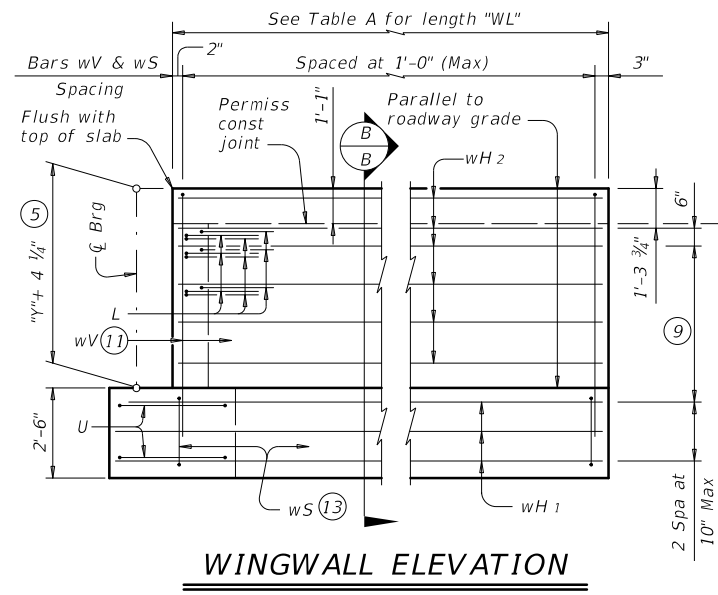 See Table A for length "WL"
2"
Bars wV & wS
Spacing
Spaced at 1'-0" (Max)
3"
Flush with
top of slab
Permiss
const
joint
1'-1"
Parallel to
roadway grade
B
B
wH 2
6"
5
"Y"+ 4 1/4"
℄ Brg
1'-3 3/4"
L
wV 11
9
2'-6"
U
wS 13
wH 1
2 Spa at
10" Max
WINGWALL ELEVATION